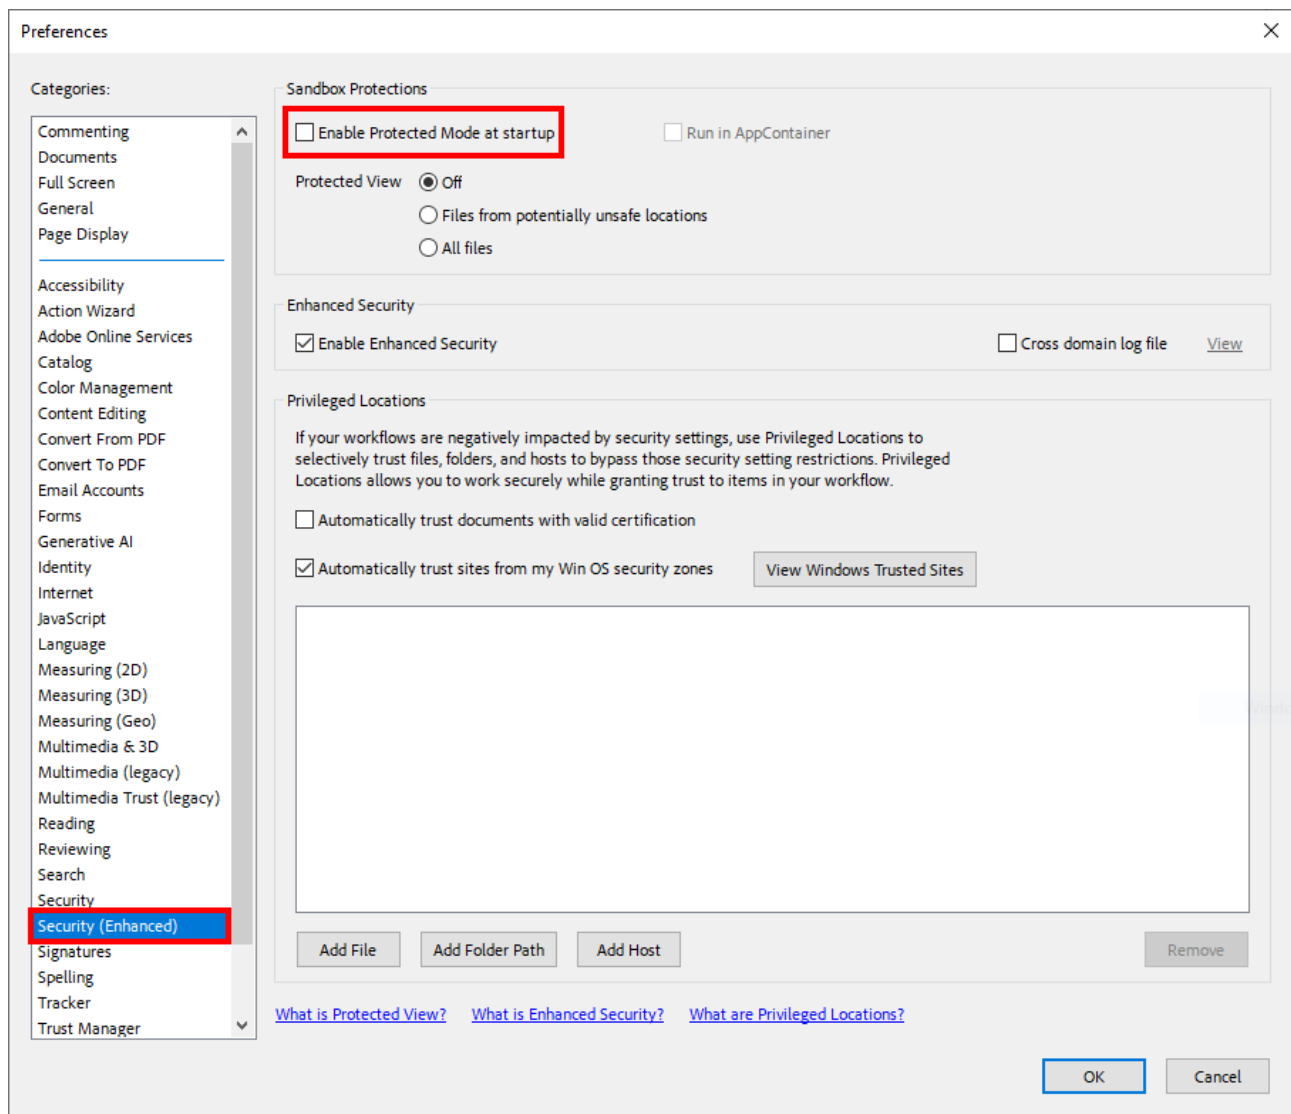 Preferences
Categories:
Commenting
Documents
Full Screen
General
Page Display
Accessibility
Action Wizard
Adobe Online Services
Catalog
Color Management
Content Editing
Convert From PDF
Convert To PDF
Email Accounts
Forms
Generative AI
Identity
Internet
JavaScript
Language
Measuring (2D)
Measuring (3D)
Measuring (Geo)
Multimedia & 3D
Multimedia (legacy)
Multimedia Trust (legacy)
Reading
Reviewing
Search
Security
Security (Enhanced)
Signatures
Spelling
Tracker
Trust Manager
Sandbox Protections
Enable Protected Mode at startup
Run in AppContainer
Protected View
Off
Files from potentially unsafe locations
All files
Enhanced Security
Enable Enhanced Security
Cross domain log file
View
Privileged Locations
If your workflows are negatively impacted by security settings, use Privileged Locations to
selectively trust files, folders, and hosts to bypass those security setting restrictions. Privileged
Locations allows you to work securely while granting trust to items in your workflow.
Automatically trust documents with valid certification
Automatically trust sites from my Win OS security zones
View Windows Trusted Sites
Add File
Add Folder Path
Add Host
Remove
What is Protected View?
What is Enhanced Security?
What are Privileged Locations?
OK
Cancel